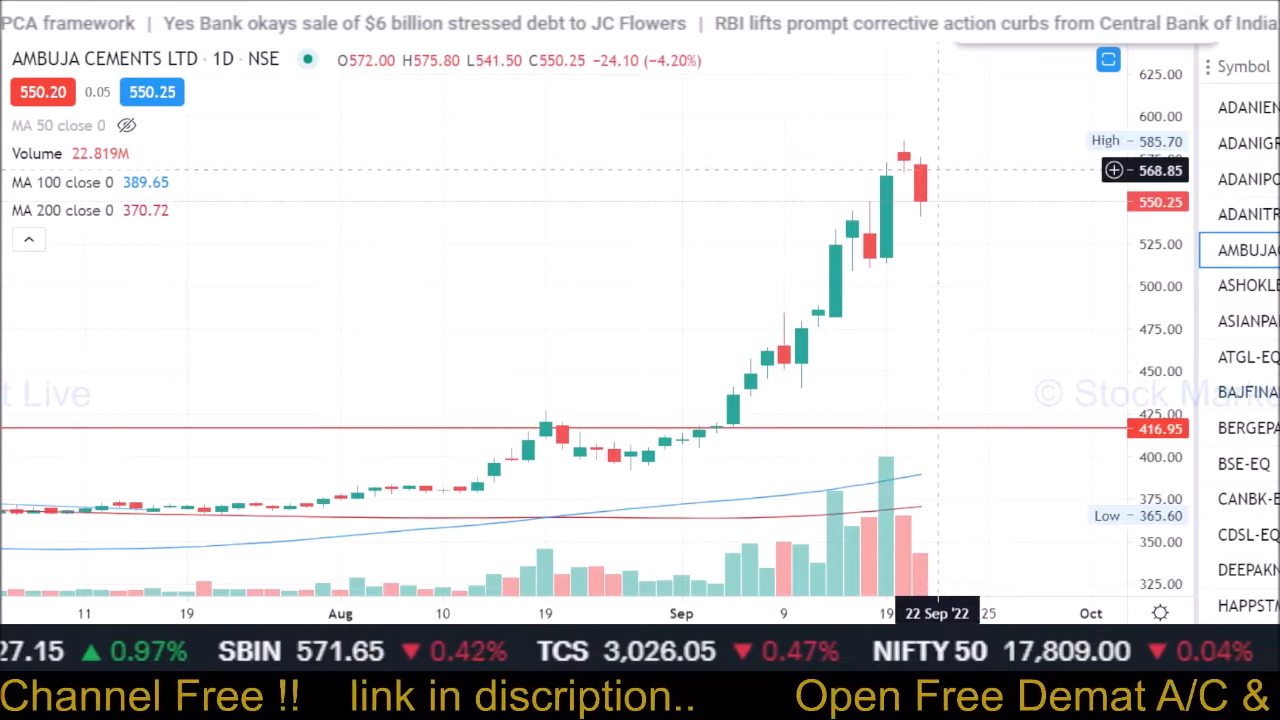 PCA framework | Yes Bank okays sale of $6 billion stressed debt to JC Flowers | RBI lifts prompt corrective action curbs from Central Bank of India
AMBUJA CEMENTS LTD · 1D · NSE O572.00 H575.80 L541.50 C550.25 −24.10 (−4.20%)
550.20 0.05 550.25
MA 50 close 0
Volume 22.819M
MA 100 close 0 389.65
MA 200 close 0 370.72
625.00
600.00
High 585.70
568.85
550.25
525.00
500.00
475.00
450.00
425.00
416.95
400.00
375.00
Low 365.60
350.00
325.00
t Live
© Stock Mark
Symbol
ADANIEN
ADANIGR
ADANIPO
ADANITR
AMBUJA
ASHOKLE
ASIANPA
ATGL-EQ
BAJFINA
BERGEPA
BSE-EQ
CANBK-E
CDSL-EQ
DEEPAKN
HAPPSTM
11 19 Aug 10 19 Sep 9 19 22 Sep '22 25 Oct
27.15 ▲ 0.97% SBIN 571.65 ▼ 0.42% TCS 3,026.05 ▼ 0.47% NIFTY 50 17,809.00 ▼ 0.04%
Channel Free !! link in discription.. Open Free Demat A/C &